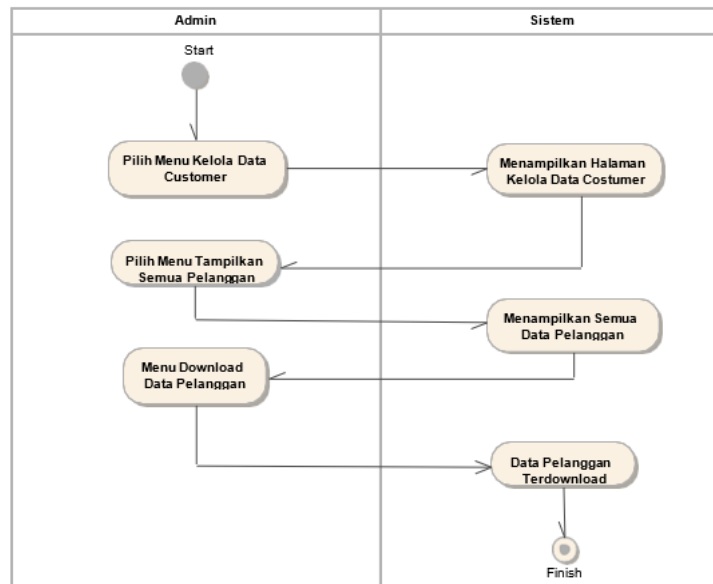 Admin
Sistem
Start
Pilih Menu Kelola Data
Customer
Menampilkan Halaman
Kelola Data Costumer
Pilih Menu Tampilkan
Semua Pelanggan
Menampilkan Semua
Data Pelanggan
Menu Download
Data Pelanggan
Data Pelanggan
Terdownload
Finish